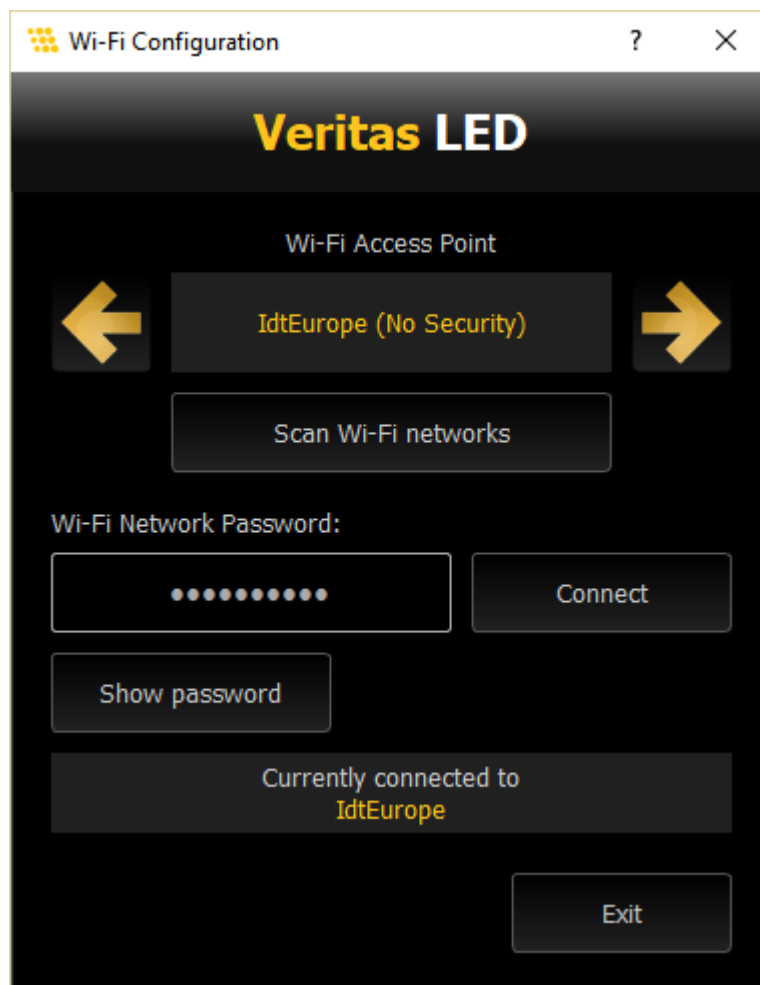 Wi-Fi Configuration
?
Veritas LED
Wi-Fi Access Point
IdtEurope (No Security)
Scan Wi-Fi networks
Wi-Fi Network Password:
●●●●●●●●●●
Connect
Show password
Currently connected to
IdtEurope
Exit